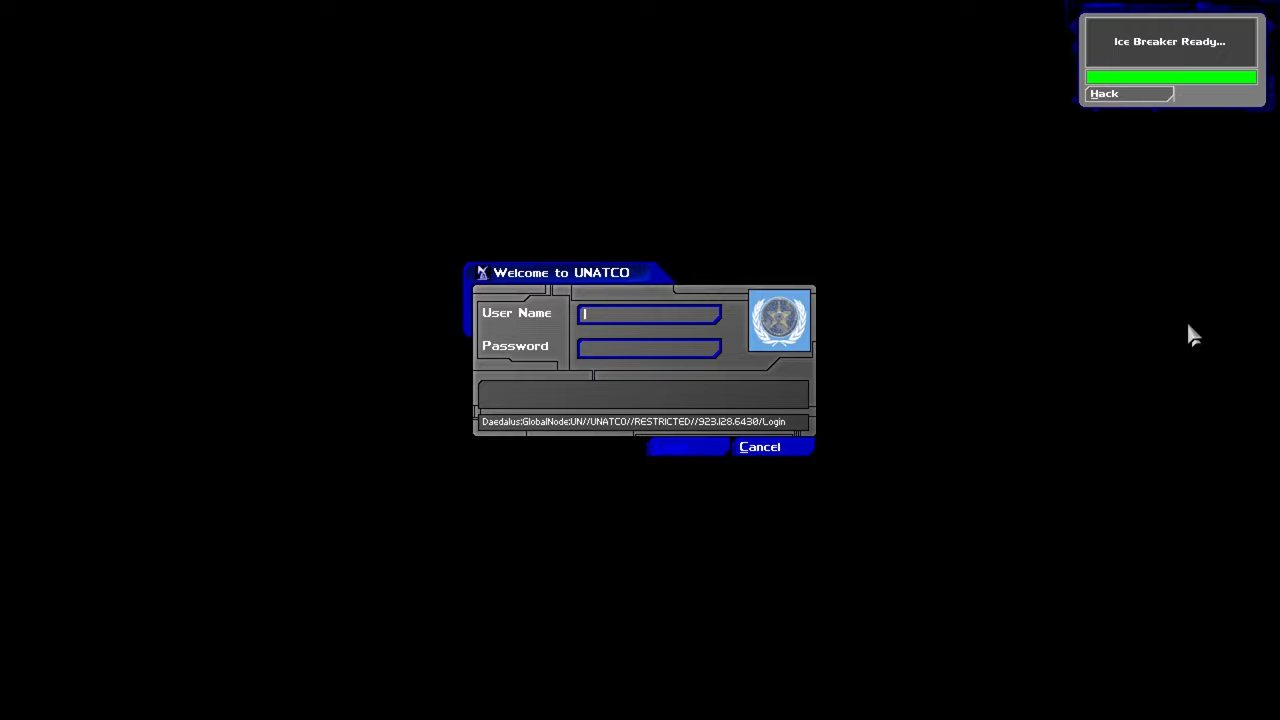 Ice Breaker Ready...
Hack
Welcome to UNATCO
User Name
Password
Daedalus:GlobalNode:UN//UNATCO//RESTRICTED//923.128.6430/Login
Cancel